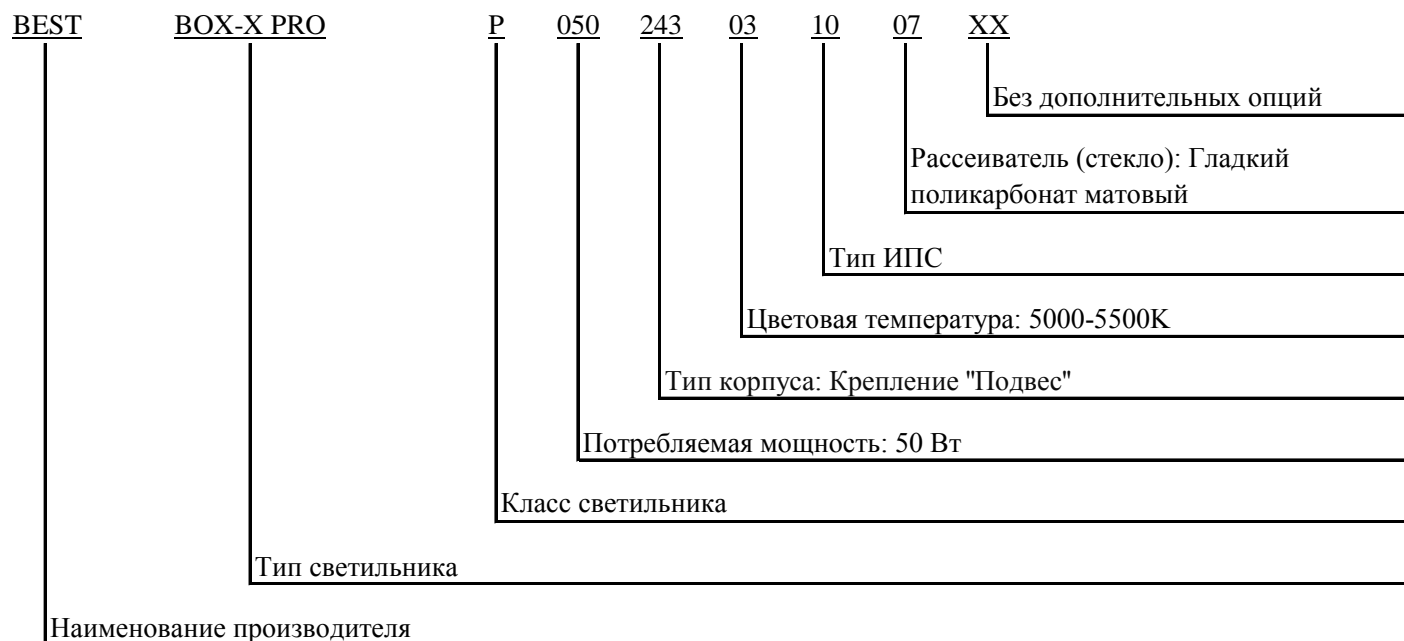 BEST BOX-X PRO P 050 243 03 10 07 XX
Без дополнительных опций
Рассеиватель (стекло): Гладкий
поликарбонат матовый
Тип ИПС
Цветовая температура: 5000-5500K
Тип корпуса: Крепление "Подвес"
Потребляемая мощность: 50 Вт
Класс светильника
Тип светильника
Наименование производителя